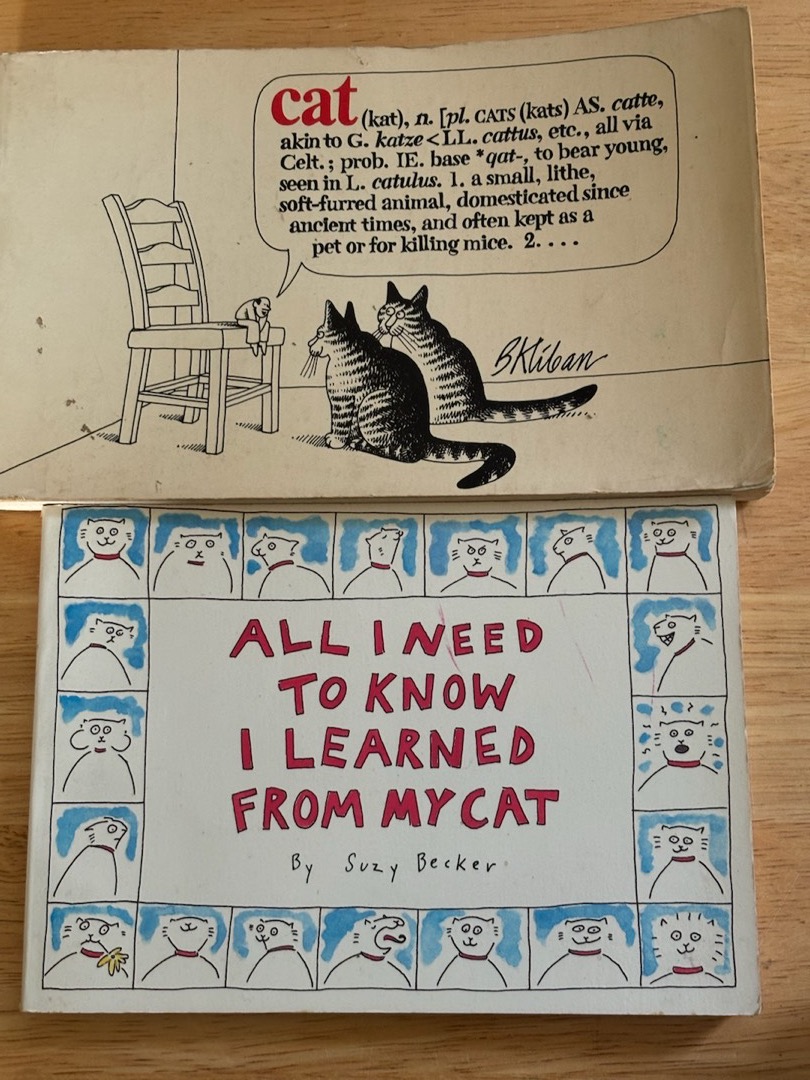 cat (kat), n. [pl. CATS (kats) AS. catte,
akin to G. katze < LL. cattus, etc., all via
Celt.; prob. IE. base *qat-, to bear young,
seen in L. catulus. 1. a small, lithe,
soft-furred animal, domesticated since
ancient times, and often kept as a
pet or for killing mice. 2. . . .
BKliban
ALL I NEED
TO KNOW
I LEARNED
FROM MY CAT
By Suzy Becker